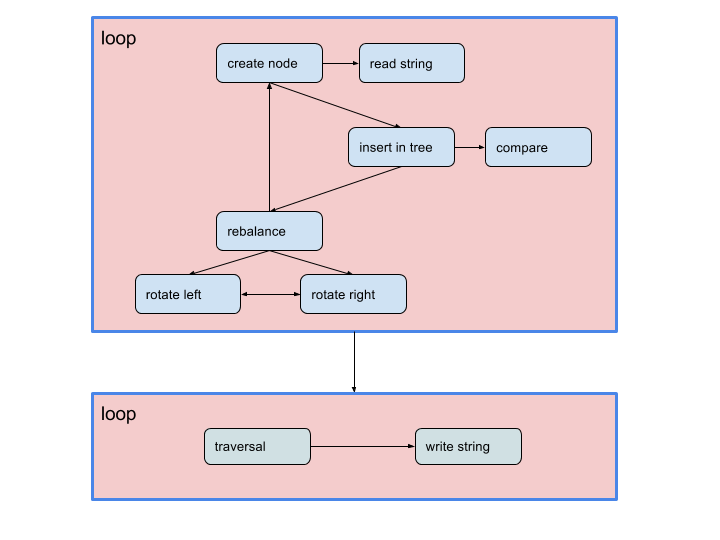 loop
create node
read string
insert in tree
compare
rebalance
rotate left
rotate right
loop
traversal
write string